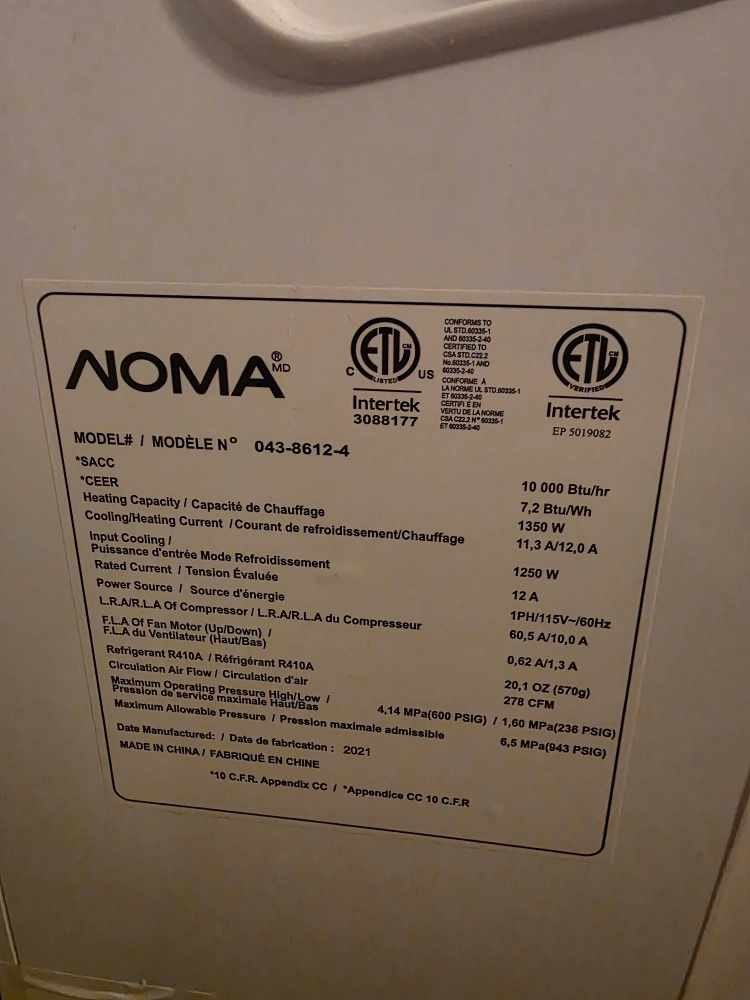 NOMA ® MD
C ETL CM LISTED US
Intertek
3088177
CONFORMS TO
UL STD.60335-1
AND 60335-2-40
CERTIFIED TO
CSA STD.C22.2
No.60335-1 AND
60335-2-40
CONFORME À
LA NORME UL STD.60335-1
ET 60335-2-40
CERTIFI É EN
VERTU DE LA NORME
CSA C22.2 N° 60335-1
ET 60335-2-40
ETL CM VERIFIED
Intertek
EP 5019082
MODEL# / MODÈLE N° 043-8612-4
*SACC 10 000 Btu/hr
*CEER 7,2 Btu/Wh
Heating Capacity / Capacité de Chauffage 1350 W
Cooling/Heating Current / Courant de refroidissement/Chauffage 11,3 A/12,0 A
Input Cooling /
Puissance d'entrée Mode Refroidissement 1250 W
Rated Current / Tension Évaluée 12 A
Power Source / Source d'énergie 1PH/115V~/60Hz
L.R.A/R.L.A Of Compressor / L.R.A/R.L.A du Compresseur 60,5 A/10,0 A
F.L.A Of Fan Motor (Up/Down) /
F.L.A du Ventilateur (Haut/Bas) 0,62 A/1,3 A
Refrigerant R410A / Réfrigérant R410A 20,1 OZ (570g)
Circulation Air Flow / Circulation d'air 278 CFM
Maximum Operating Pressure High/Low /
Pression de service maximale Haut/Bas 4,14 MPa(600 PSIG) / 1,60 MPa(236 PSIG)
Maximum Allowable Pressure / Pression maximale admissible 6,5 MPa(943 PSIG)
Date Manufactured: / Date de fabrication : 2021
MADE IN CHINA / FABRIQUÉ EN CHINE
*10 C.F.R. Appendix CC / *Appendice CC 10 C.F.R